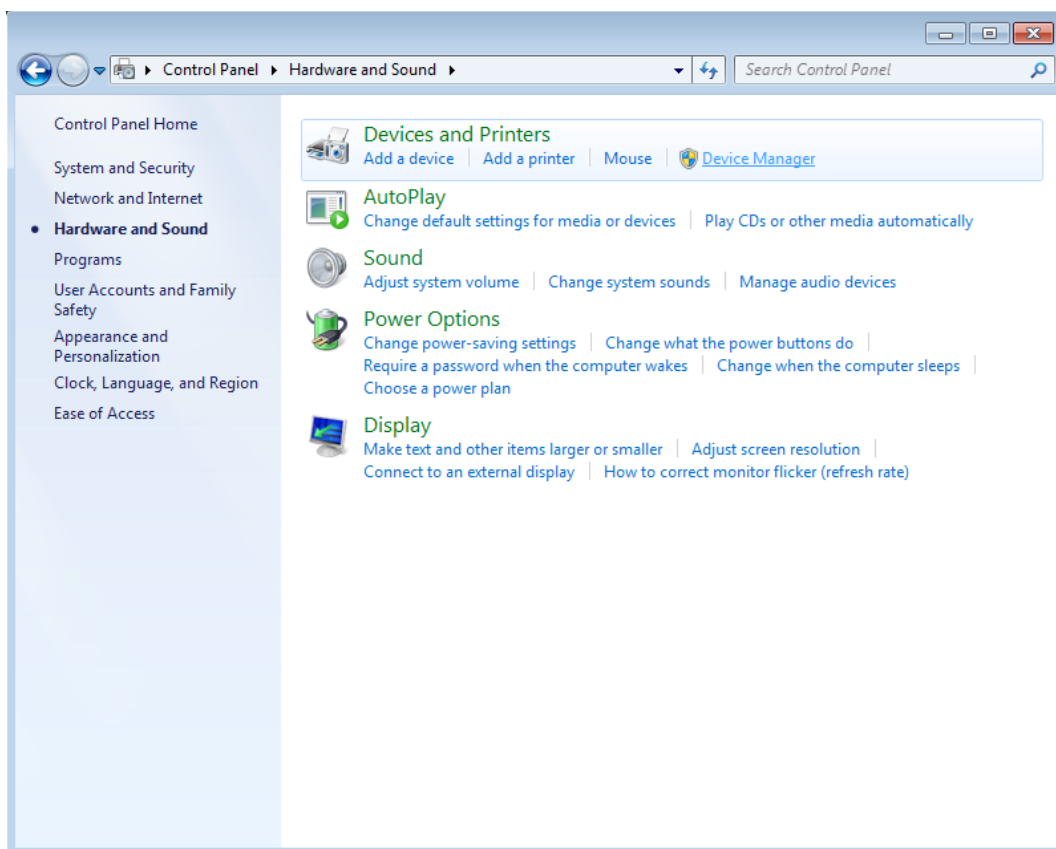 Control Panel Hardware and Sound Search Control Panel
Control Panel Home
System and Security
Network and Internet
Hardware and Sound
Programs
User Accounts and Family
Safety
Appearance and
Personalization
Clock, Language, and Region
Ease of Access
Devices and Printers
Add a device Add a printer Mouse Device Manager
AutoPlay
Change default settings for media or devices Play CDs or other media automatically
Sound
Adjust system volume Change system sounds Manage audio devices
Power Options
Change power-saving settings Change what the power buttons do
Require a password when the computer wakes Change when the computer sleeps
Choose a power plan
Display
Make text and other items larger or smaller Adjust screen resolution
Connect to an external display How to correct monitor flicker (refresh rate)